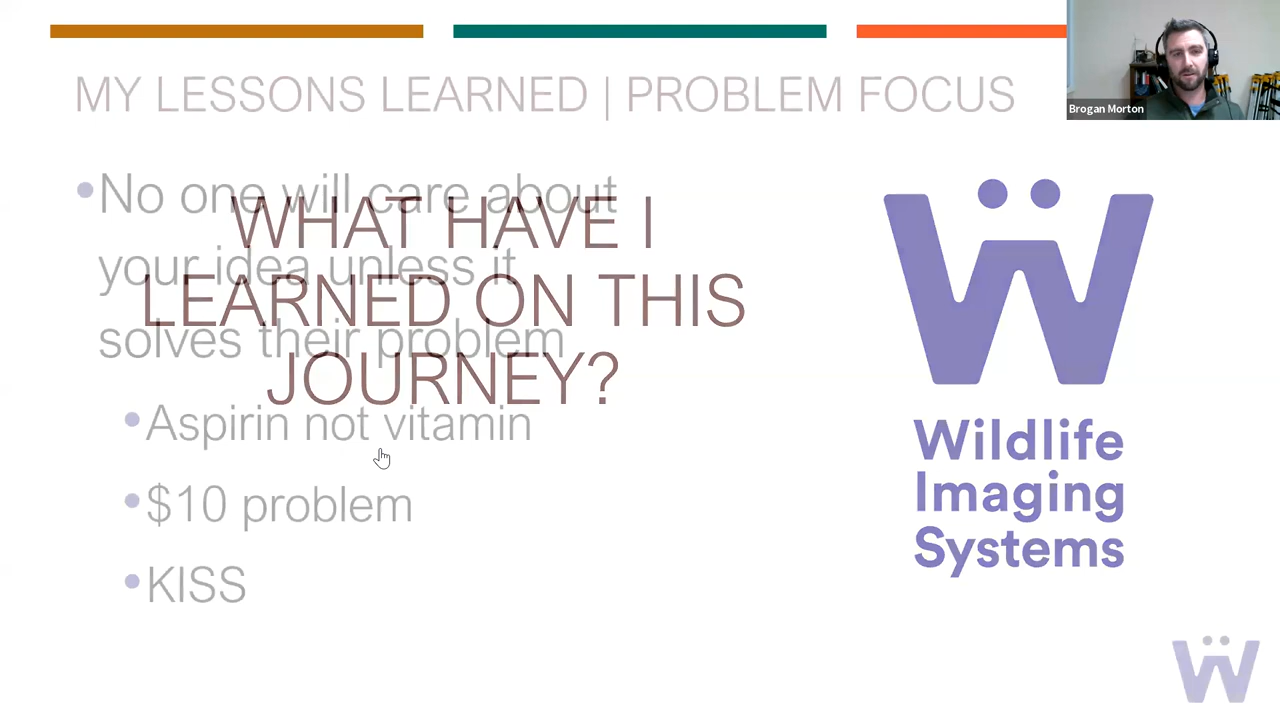 MY LESSONS LEARNED | PROBLEM FOCUS
Brogan Morton
No one will care about
your idea unless it
solves their problem
Aspirin not vitamin
$10 problem
KISS
WHAT HAVE I
LEARNED ON THIS
JOURNEY?
Wildlife
Imaging
Systems